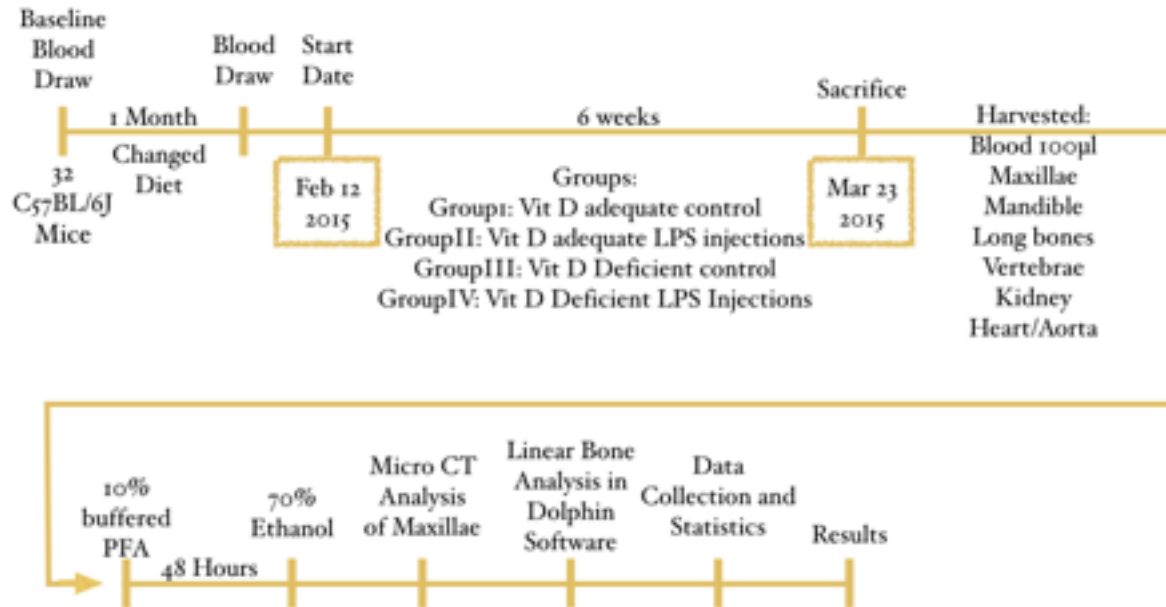 Baseline
Blood
Draw
Blood
Draw
Start
Date
Sacrifice
1 Month
6 weeks
Changed
Diet
32
C57BL/6J
Mice
Feb 12
2015
Groups:
Group1: Vit D adequate control
GroupII: Vit D adequate LPS injections
GroupIII: Vit D Deficient control
GroupIV: Vit D Deficient LPS Injections
Mar 23
2015
Harvested:
Blood 100µl
Maxillae
Mandible
Long bones
Vertebrae
Kidney
Heart/Aorta
10%
buffered
PFA
48 Hours
70%
Ethanol
Micro CT
Analysis
of Maxillae
Linear Bone
Analysis in
Dolphin
Software
Data
Collection and
Statistics
Results